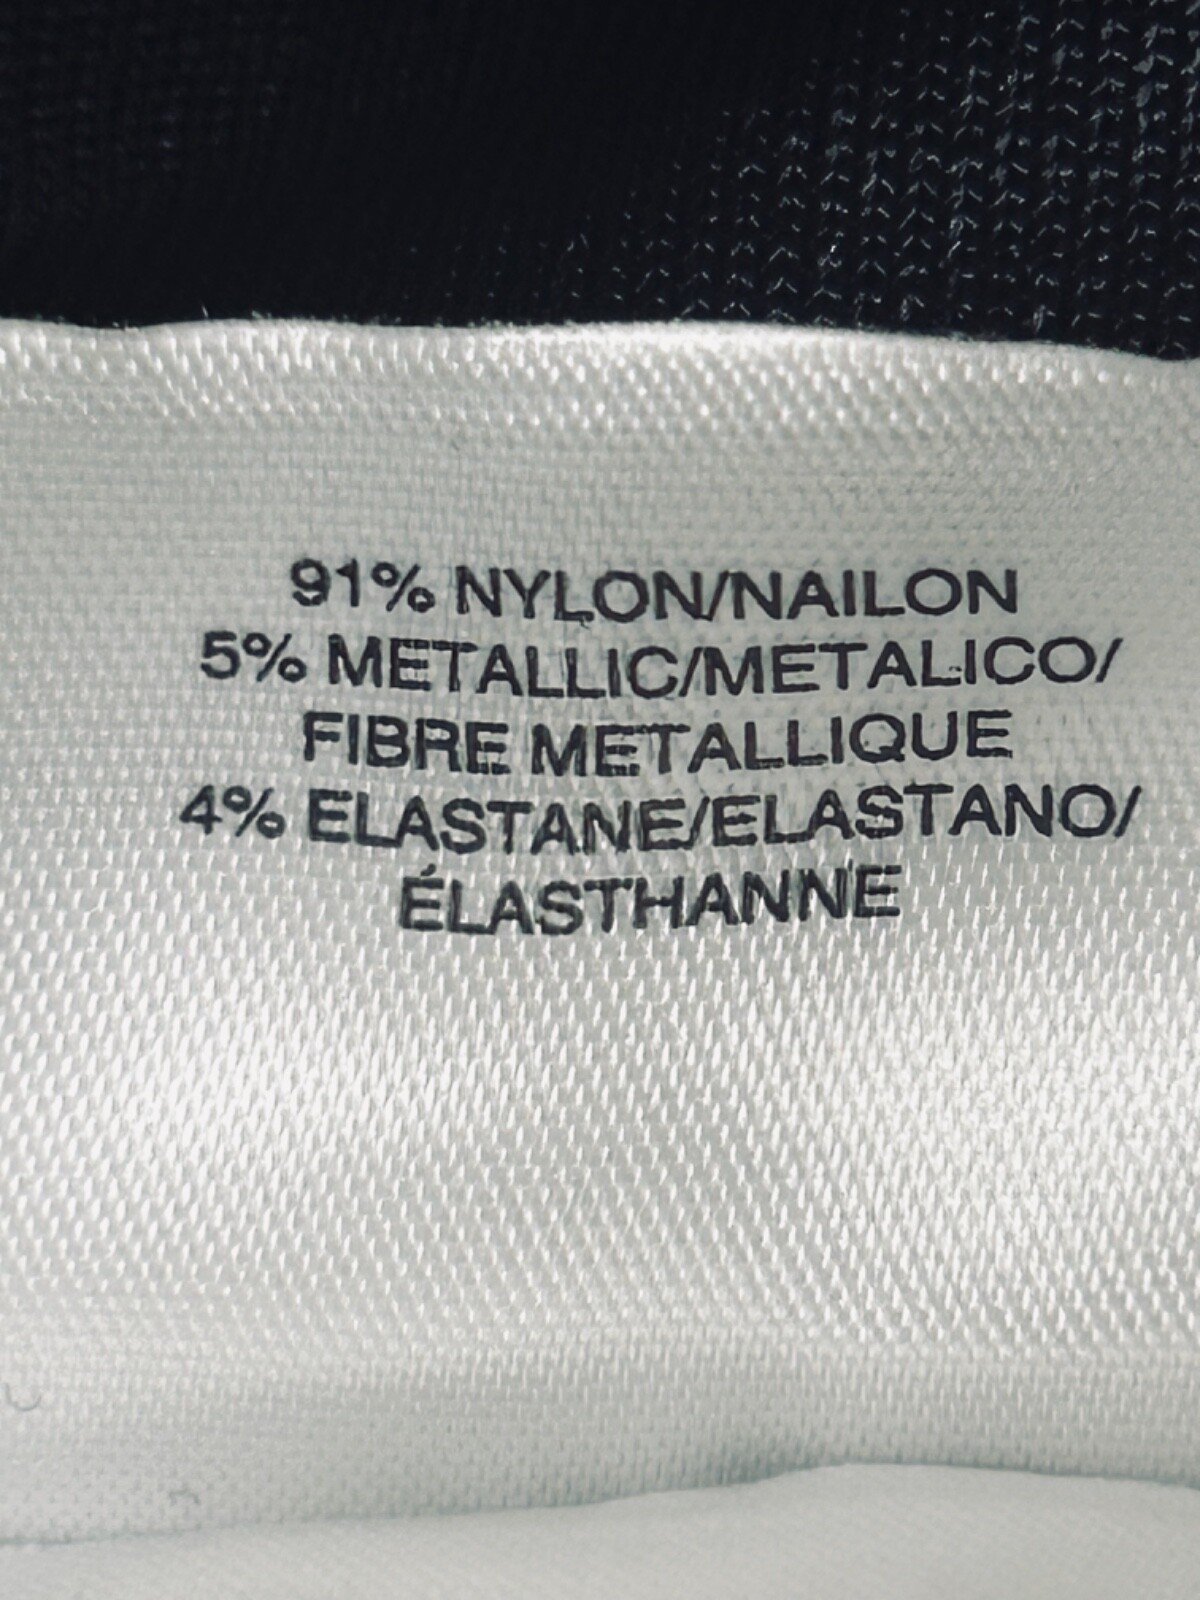 91% NYLON/NAILON
5% METALLIC/METALICO/
FIBRE METALLIQUE
4% ELASTANE/ELASTANO/
ÉLASTHANNE